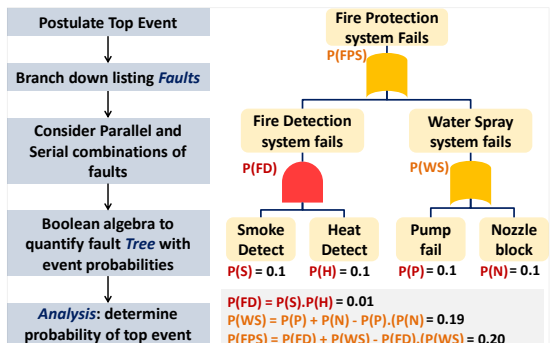 Postulate Top Event
Branch down listing Faults
Consider Parallel and
Serial combinations of
faults
Boolean algebra to
quantify fault Tree with
event probabilities
Analysis: determine
probability of top event
Fire Protection
system Fails
P(FPS)
Fire Detection
system fails
P(FD)
Water Spray
system fails
P(WS)
Smoke
Detect
Heat
Detect
Pump
fail
Nozzle
block
P(S) = 0.1
P(H) = 0.1
P(P) = 0.1
P(N) = 0.1
P(FD) = P(S).P(H) = 0.01
P(WS) = P(P) + P(N) - P(P).(P(N) = 0.19
P(FPS) = P(FD) + P(WS) - P(FD).(P(WS) = 0.20